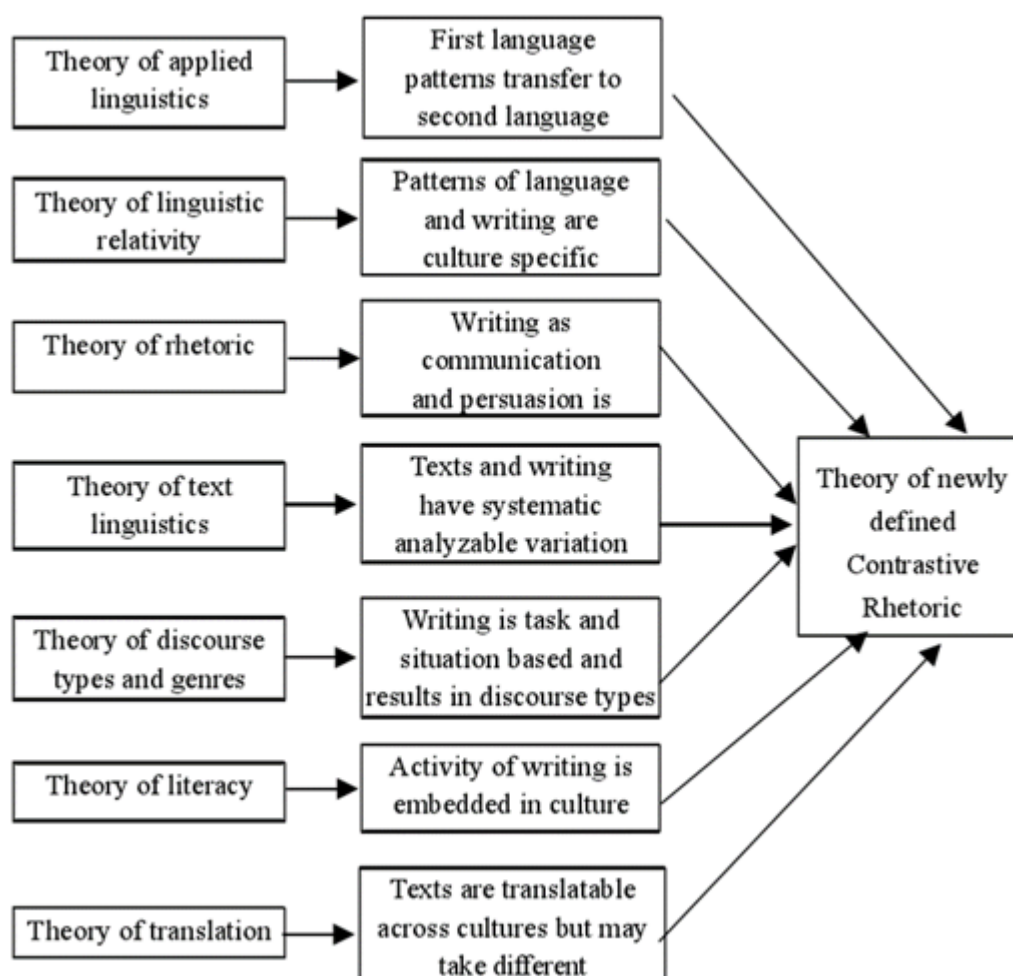 Theory of applied
linguistics
First language
patterns transfer to
second language
Theory of linguistic
relativity
Patterns of language
and writing are
culture specific
Theory of rhetoric
Writing as
communication
and persuasion is
Theory of text
linguistics
Texts and writing
have systematic
analyzable variation
Theory of discourse
types and genres
Writing is task and
situation based and
results in discourse types
Theory of literacy
Activity of writing is
embedded in culture
Theory of translation
Texts are translatable
across cultures but may
take different
Theory of newly
defined
Contrastive
Rhetoric